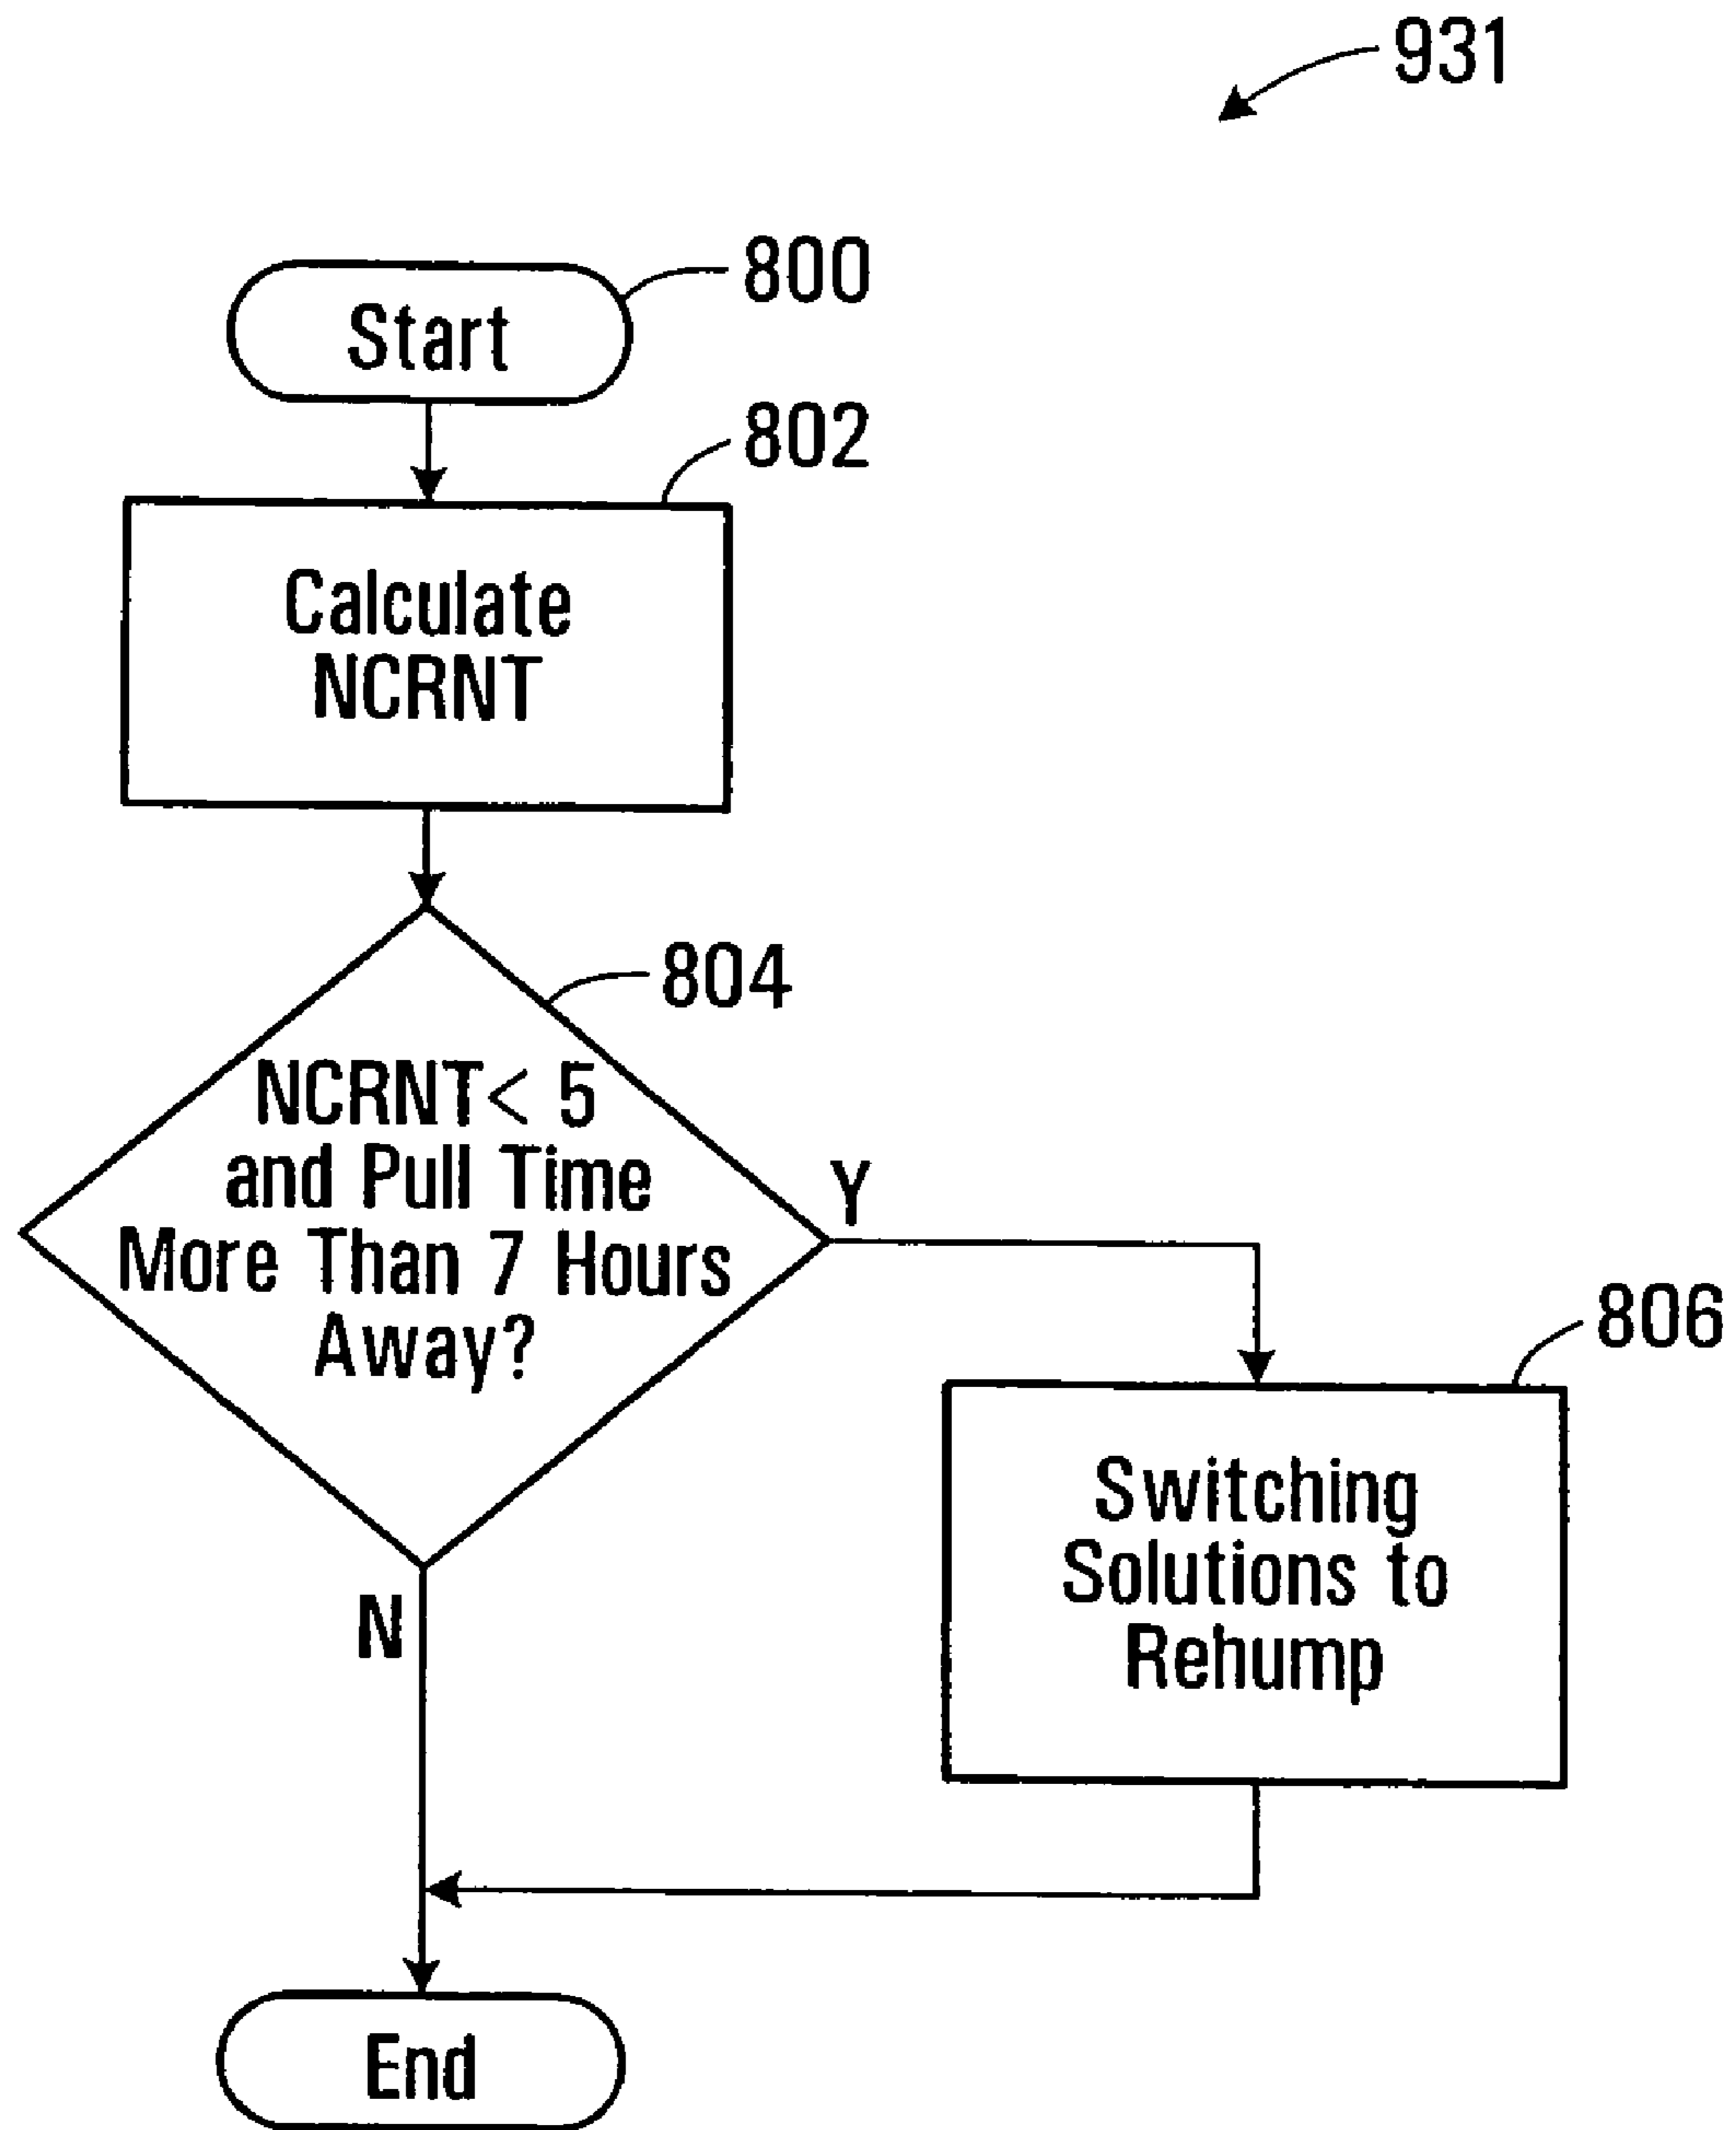 931
800
Start
802
Calculate
NCRNT
804
NCRNT< 5
and Pull Time
More Than 7 Hours
Away?
Y
806
Switching
Solutions to
Rehump
N
End